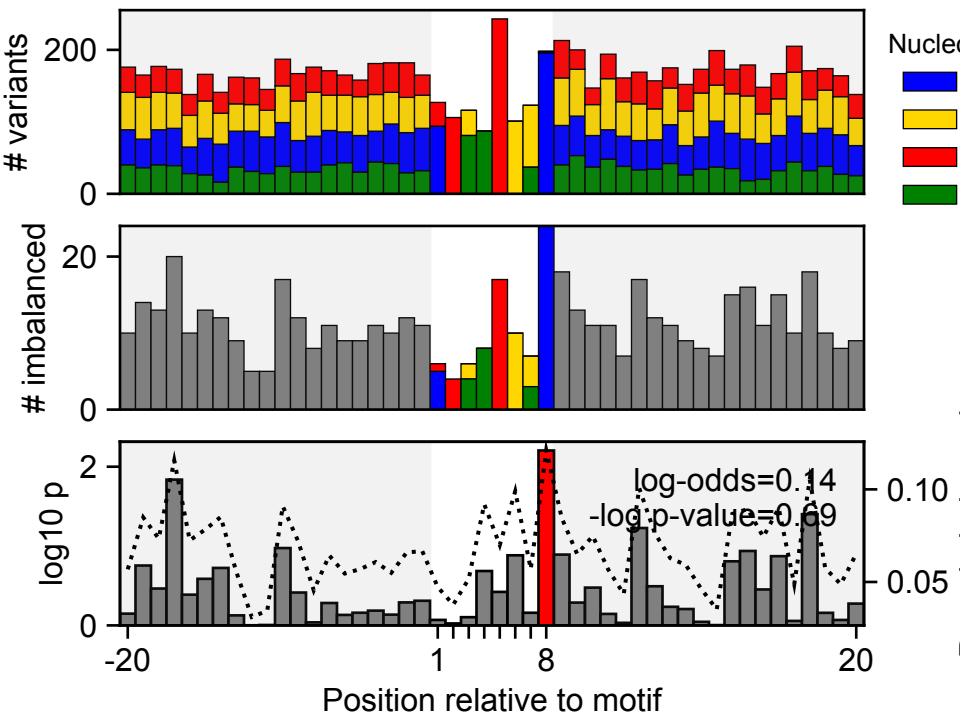 # variants
200
0
Nucleo
# imbalanced
20
0
log10 p
2
0
log-odds=0.14
-log p-value=0.69
0.10
0.05
-20
1
8
20
Position relative to motif